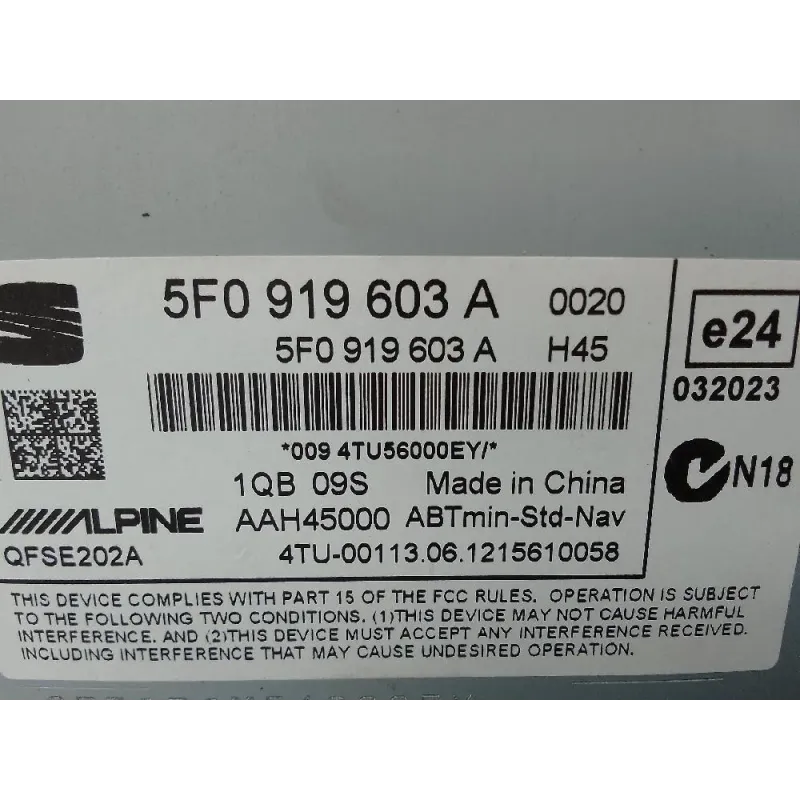 5F0 919 603 A 0020
5F0 919 603 A H45
*009 4TU56000EY/*
1QB 09S Made in China
ALPINE AAH45000 ABTmin-Std-Nav
QFSE202A 4TU-00113.06.1215610058
e24
032023
N18
THIS DEVICE COMPLIES WITH PART 15 OF THE FCC RULES. OPERATION IS SUBJECT
TO THE FOLLOWING TWO CONDITIONS. (1)THIS DEVICE MAY NOT CAUSE HARMFUL
INTERFERENCE. AND (2)THIS DEVICE MUST ACCEPT ANY INTERFERENCE RECEIVED.
INCLUDING INTERFERENCE THAT MAY CAUSE UNDESIRED OPERATION.